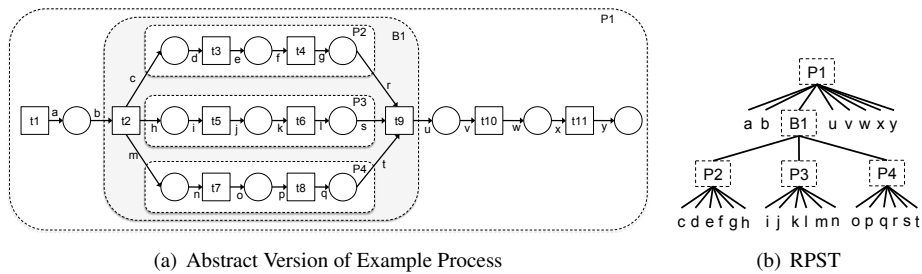 P1
B1
P2
c
d
t3
e
f
t4
g
r
P3
t1
a
b
t2
h
i
t5
j
k
t6
l
s
t9
u
v
t10
w
x
t11
y
m
P4
n
t7
o
p
t8
q
t
(a) Abstract Version of Example Process
P1
a b B1 u v w x y
P2 P3 P4
c d e f g h i j k l m n o p q r s t
(b) RPST